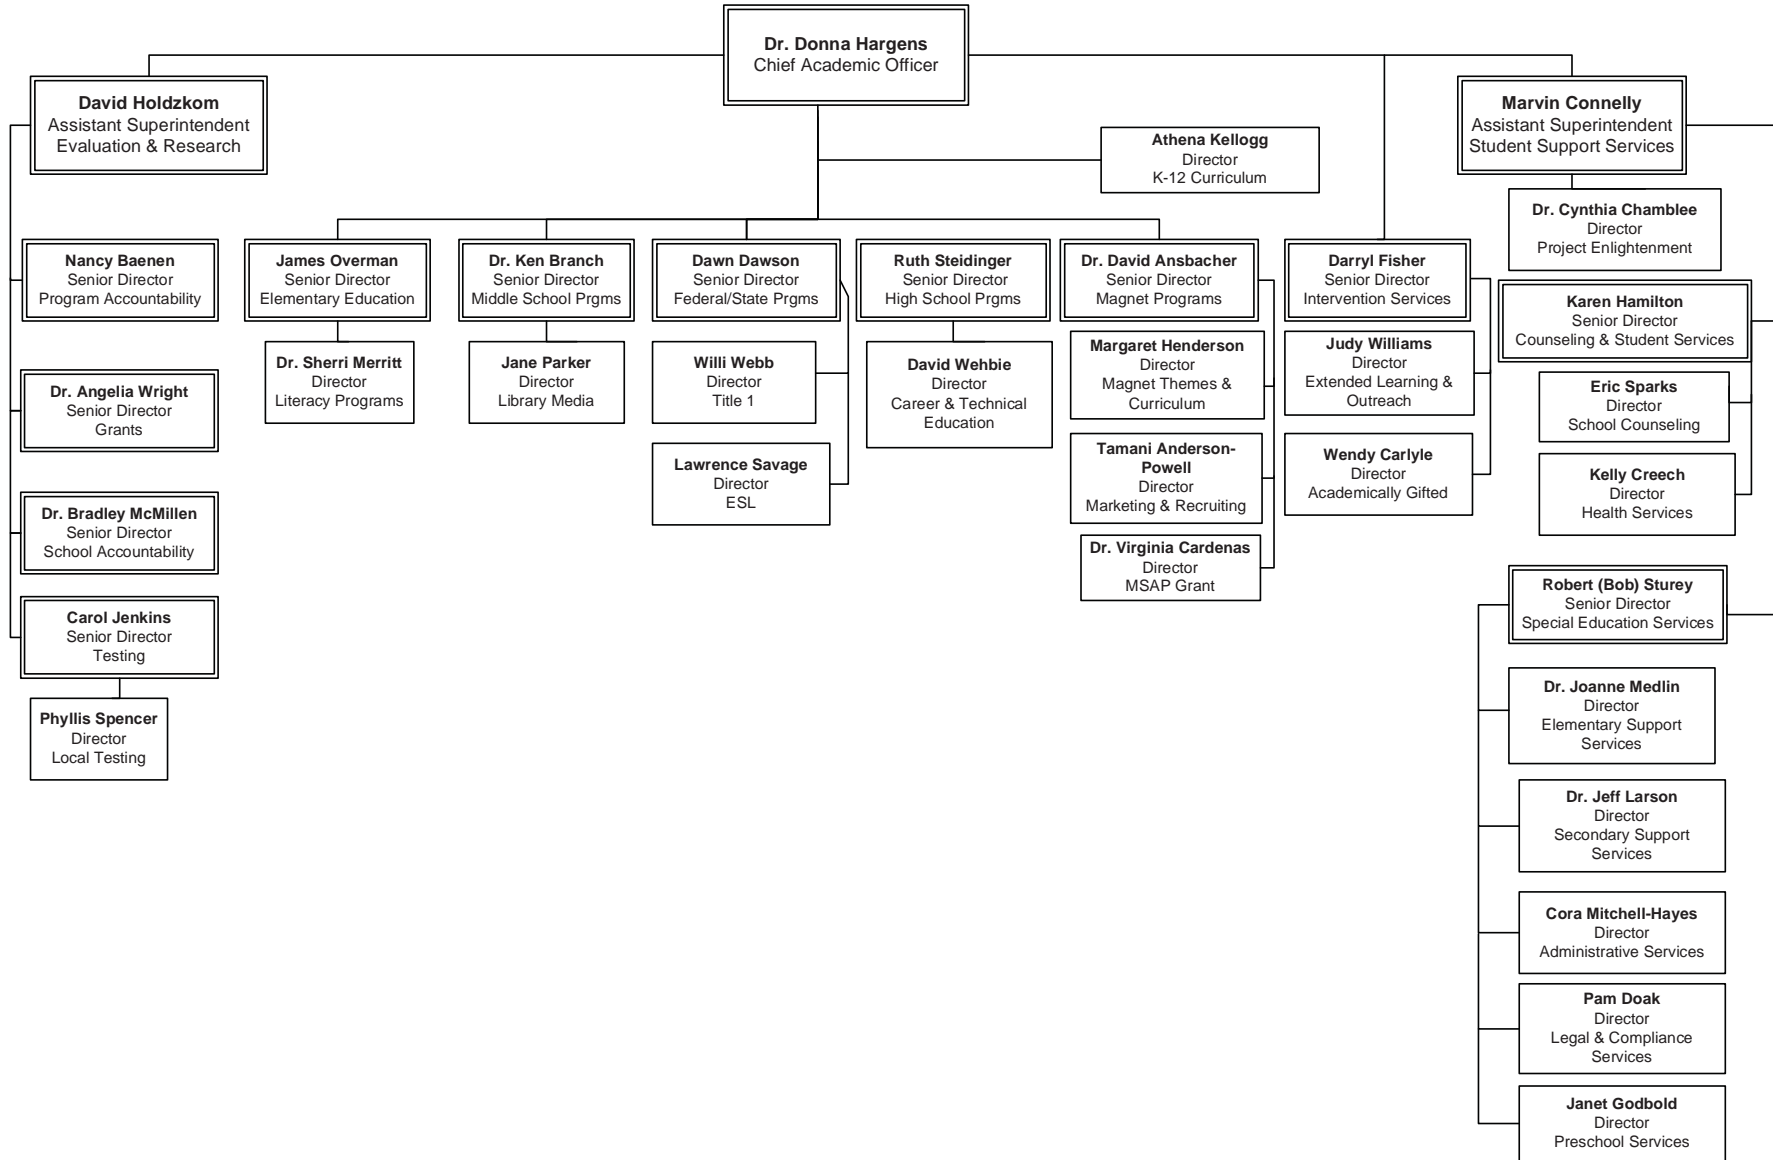 Dr. Donna Hargens
Chief Academic Officer
David Holdzkom
Assistant Superintendent
Evaluation & Research
Marvin Connelly
Assistant Superintendent
Student Support Services
Athena Kellogg
Director
K-12 Curriculum
Dr. Cynthia Chamblee
Director
Project Enlightenment
Nancy Baenen
Senior Director
Program Accountability
James Overman
Senior Director
Elementary Education
Dr. Ken Branch
Senior Director
Middle School Prgms
Dawn Dawson
Senior Director
Federal/State Prgms
Ruth Steidinger
Senior Director
High School Prgms
Dr. David Ansbacher
Senior Director
Magnet Programs
Darryl Fisher
Senior Director
Intervention Services
Karen Hamilton
Senior Director
Counseling & Student Services
Dr. Sherri Merritt
Director
Literacy Programs
Jane Parker
Director
Library Media
Willi Webb
Director
Title 1
David Wehbie
Director
Career & Technical
Education
Margaret Henderson
Director
Magnet Themes &
Curriculum
Judy Williams
Director
Extended Learning &
Outreach
Eric Sparks
Director
School Counseling
Dr. Angelia Wright
Senior Director
Grants
Lawrence Savage
Director
ESL
Tamani Anderson-
Powell
Director
Marketing & Recruiting
Wendy Carlyle
Director
Academically Gifted
Kelly Creech
Director
Health Services
Dr. Bradley McMillen
Senior Director
School Accountability
Dr. Virginia Cardenas
Director
MSAP Grant
Robert (Bob) Sturey
Senior Director
Special Education Services
Carol Jenkins
Senior Director
Testing
Phyllis Spencer
Director
Local Testing
Dr. Joanne Medlin
Director
Elementary Support
Services
Dr. Jeff Larson
Director
Secondary Support
Services
Cora Mitchell-Hayes
Director
Administrative Services
Pam Doak
Director
Legal & Compliance
Services
Janet Godbold
Director
Preschool Services